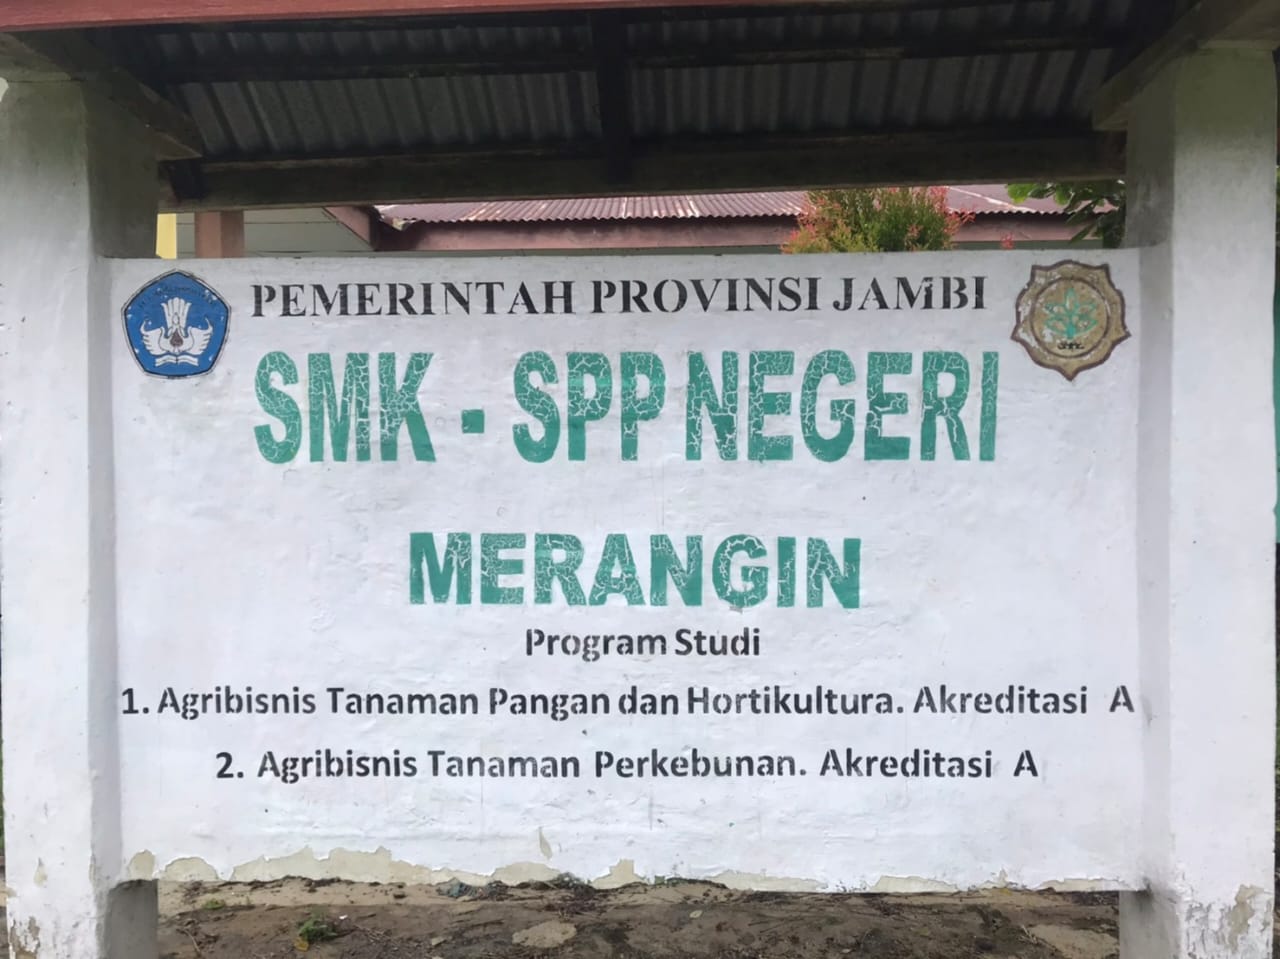 PEMERINTAH PROVINSI JAMBI
SMK - SPP NEGERI
MERANGIN
Program Studi
1. Agribisnis Tanaman Pangan dan Hortikultura. Akreditasi A
2. Agribisnis Tanaman Perkebunan. Akreditasi A